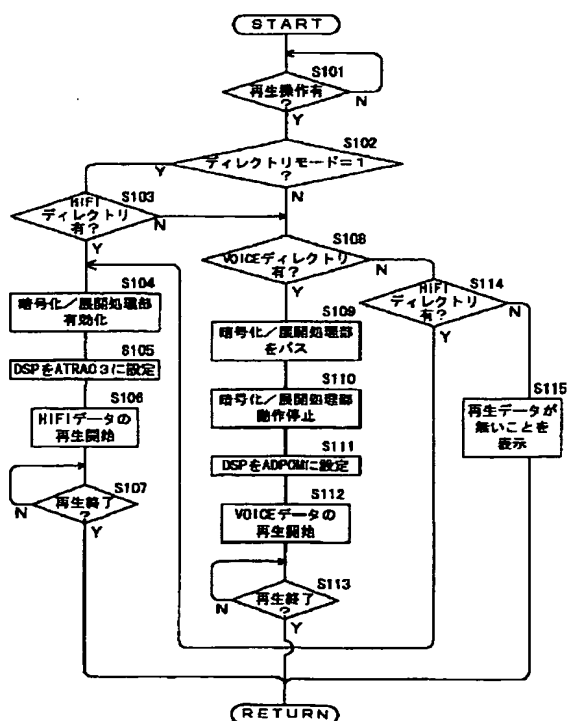 START
S101
再生操作有
?
N
Y
S102
ディレクトリモード=1
?
Y
N
S103
HIFI
ディレクトリ
有?
N
Y
S108
VOICEディレクトリ
有?
N
Y
S114
HIFI
ディレクトリ
有?
N
Y
S104
暗号化/展開処理部
有効化
S105
DSPをATRAC3に設定
S106
HIFIデータの
再生開始
S107
再生終了
?
N
Y
S109
暗号化/展開処理部
をパス
S110
暗号化/展開処理部
動作停止
S111
DSPをADPCMに設定
S112
VOICEデータの
再生開始
S113
再生終了
?
N
Y
S115
再生データが
無いことを
表示
RETURN